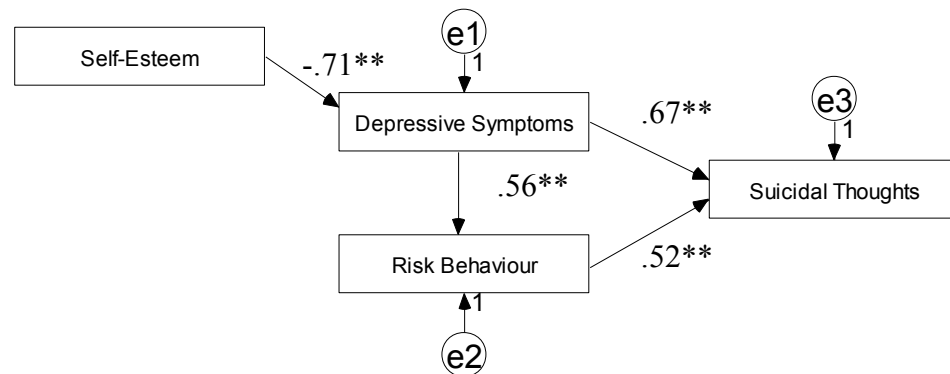 e1
1
Self-Esteem
-.71**
e3
1
Depressive Symptoms
.67**
.56**
Suicidal Thoughts
Risk Behaviour
.52**
1
e2